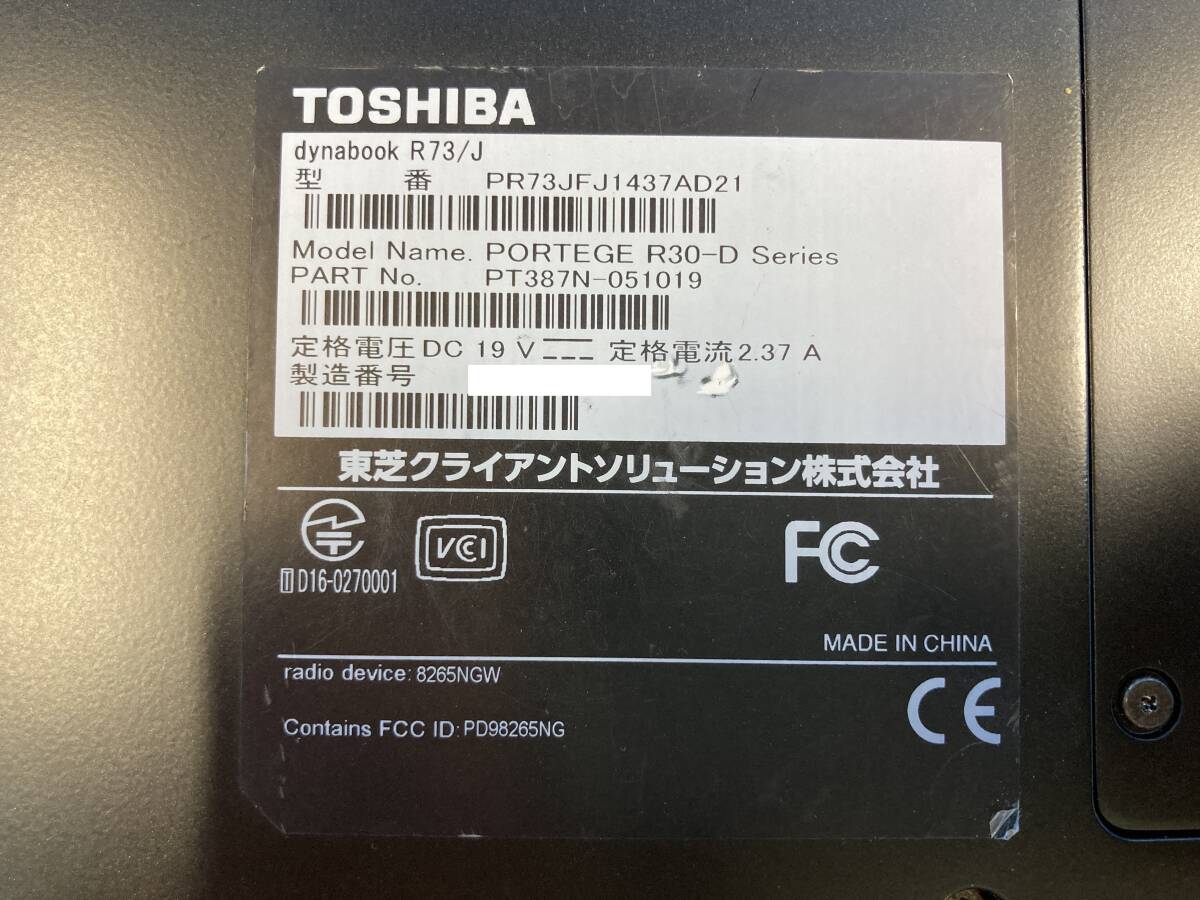 TOSHIBA
dynabook R73/J
型 番 PR73JFJ1437AD21
Model Name. PORTEGE R30-D Series
PART No. PT387N-051019
定格電圧 DC 19 V 定格電流 2.37 A
製造番号
東芝クライアントソリューション株式会社
VCCI
FC
T D16-0270001
MADE IN CHINA
radio device: 8265NGW
CE
Contains FCC ID: PD98265NG